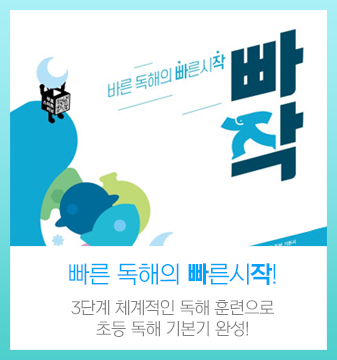 바른 독해의 빠른시작
빠작
빠른 독해의 빠른시작!
3단계 체계적인 독해 훈련으로
초등 독해 기본기 완성!